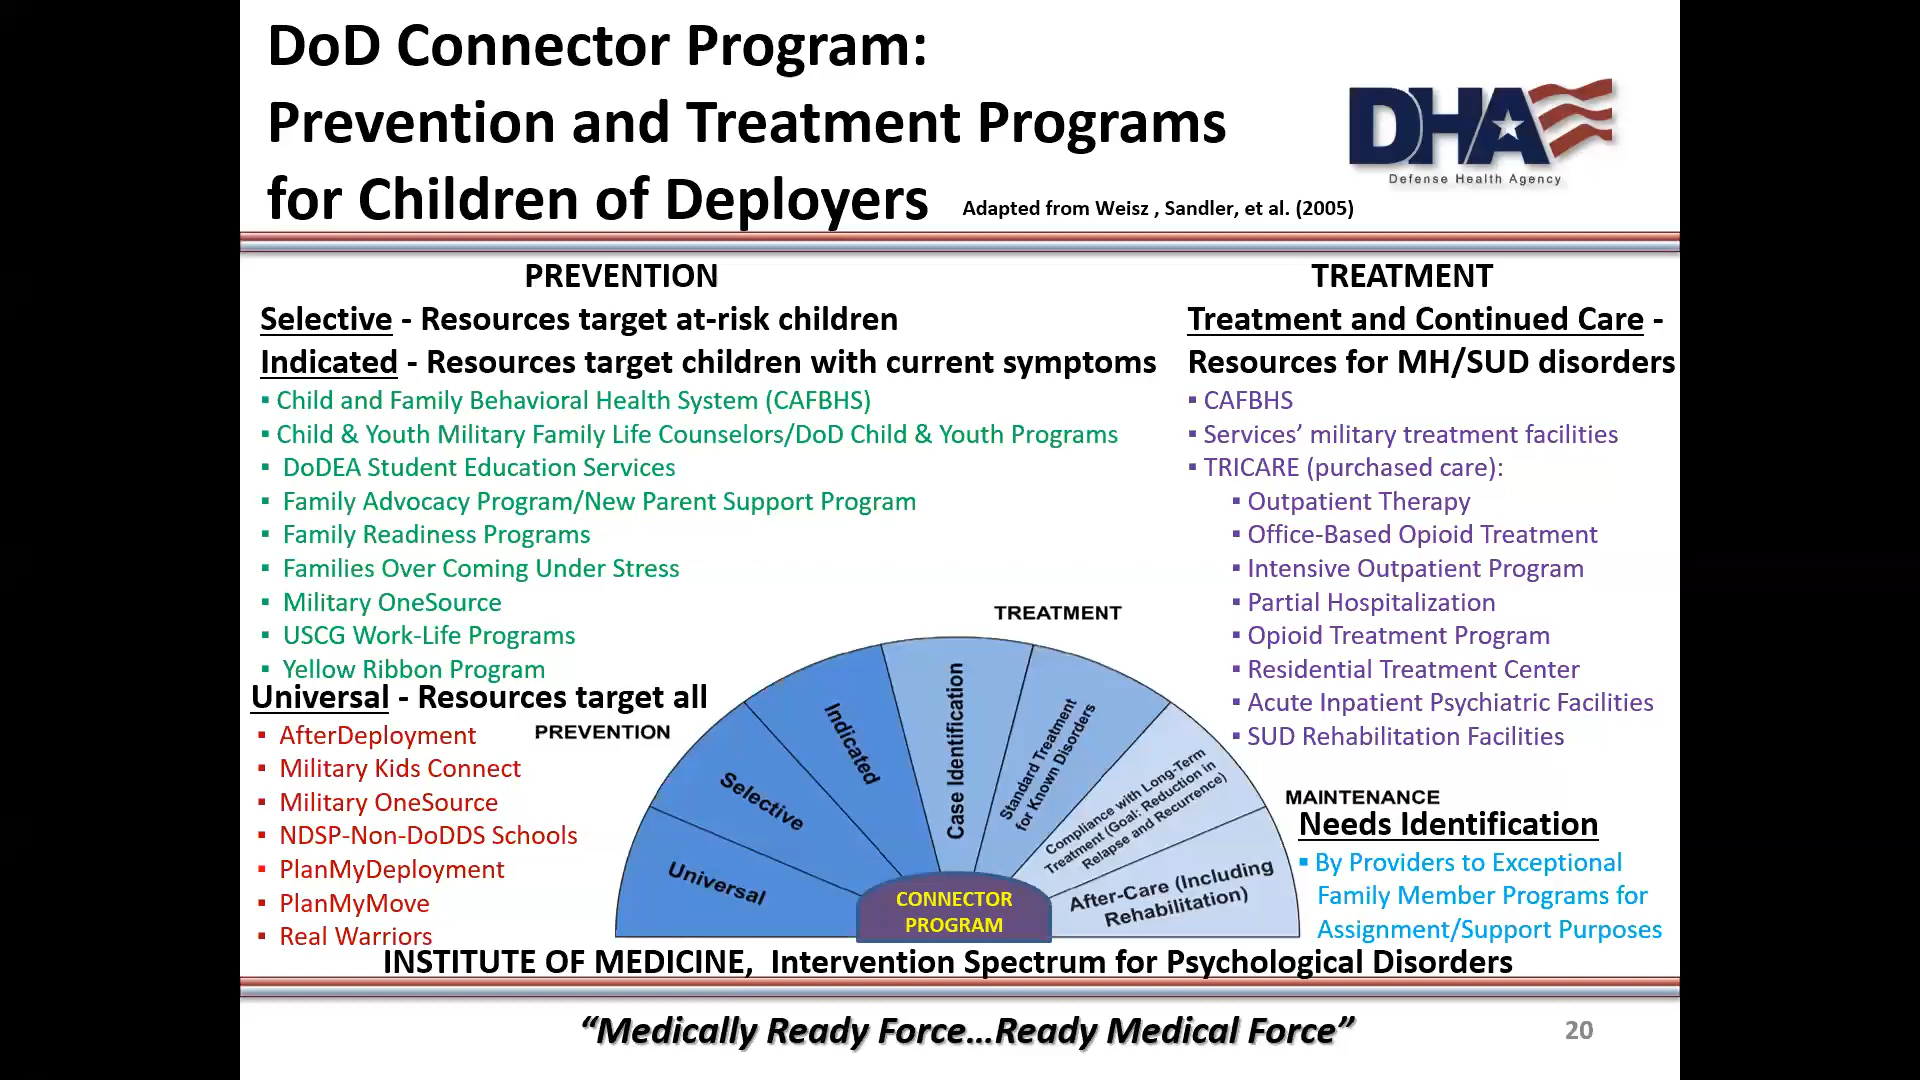 DoD Connector Program:
Prevention and Treatment Programs
for Children of Deployers
Adapted from Weisz , Sandler, et al. (2005)
DHA
Defense Health Agency
PREVENTION
Selective - Resources target at-risk children
Indicated - Resources target children with current symptoms
▪ Child and Family Behavioral Health System (CAFBHS)
▪ Child & Youth Military Family Life Counselors/DoD Child & Youth Programs
▪ DoDEA Student Education Services
▪ Family Advocacy Program/New Parent Support Program
▪ Family Readiness Programs
▪ Families Over Coming Under Stress
▪ Military OneSource
▪ USCG Work-Life Programs
▪ Yellow Ribbon Program
Universal - Resources target all
▪ AfterDeployment
▪ Military Kids Connect
▪ Military OneSource
▪ NDSP-Non-DoDDS Schools
▪ PlanMyDeployment
▪ PlanMyMove
▪ Real Warriors
TREATMENT
Treatment and Continued Care -
Resources for MH/SUD disorders
▪ CAFBHS
▪ Services’ military treatment facilities
▪ TRICARE (purchased care):
▪ Outpatient Therapy
▪ Office-Based Opioid Treatment
▪ Intensive Outpatient Program
▪ Partial Hospitalization
▪ Opioid Treatment Program
▪ Residential Treatment Center
▪ Acute Inpatient Psychiatric Facilities
▪ SUD Rehabilitation Facilities
PREVENTION
TREATMENT
MAINTENANCE
Universal
Selective
Indicated
Case Identification
Standard Treatment
for Known Disorders
Compliance with Long-Term
Treatment (Goal: Reduction in
Relapse and Recurrence)
After-Care (Including
Rehabilitation)
CONNECTOR
PROGRAM
Needs Identification
▪ By Providers to Exceptional
Family Member Programs for
Assignment/Support Purposes
INSTITUTE OF MEDICINE, Intervention Spectrum for Psychological Disorders
“Medically Ready Force…Ready Medical Force”
20